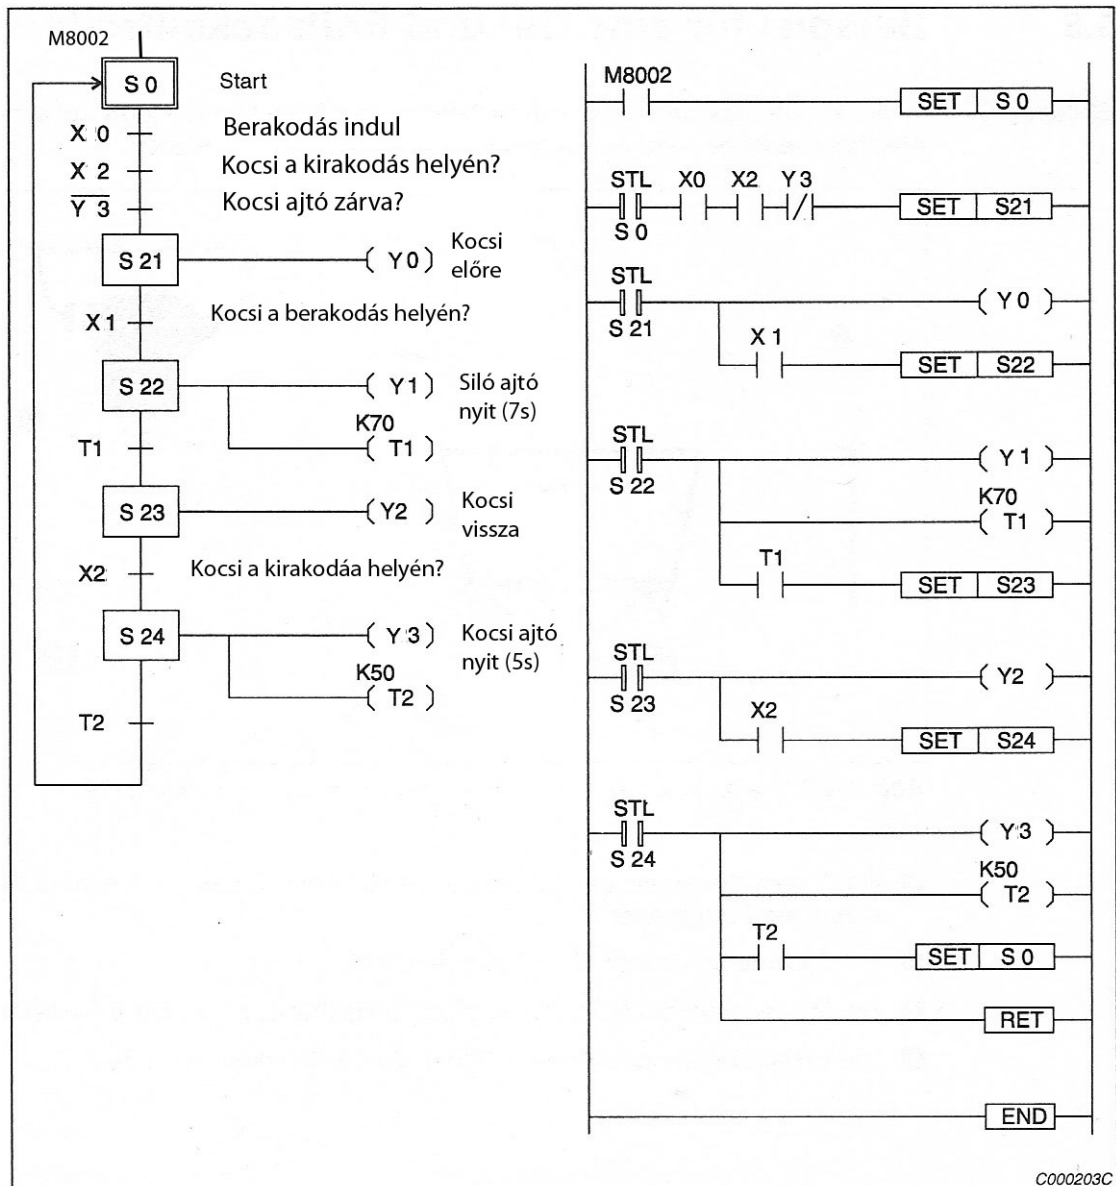 M8002
S 0
Start
X 0
Berakodás indul
X 2
Kocsi a kirakodás helyén?
Y 3
Kocsi ajtó zárva?
S 21
( Y 0 )
Kocsi
előre
X 1
Kocsi a berakodás helyén?
S 22
( Y 1 )
Siló ajtó
nyit (7s)
K70
( T1 )
T1
S 23
( Y2 )
Kocsi
vissza
X2
Kocsi a kirakodáa helyén?
S 24
( Y 3 )
Kocsi ajtó
nyit (5s)
K50
( T2 )
T2
M8002
SET S 0
STL X0 X2 Y 3
S 0
SET S21
STL
S 21
( Y 0 )
X 1
SET S22
STL
S 22
( Y 1 )
K70
( T1 )
T1
SET S23
STL
S 23
( Y2 )
X2
SET S24
STL
S 24
( Y 3 )
K50
( T2 )
T2
SET S 0
RET
END
C000203C